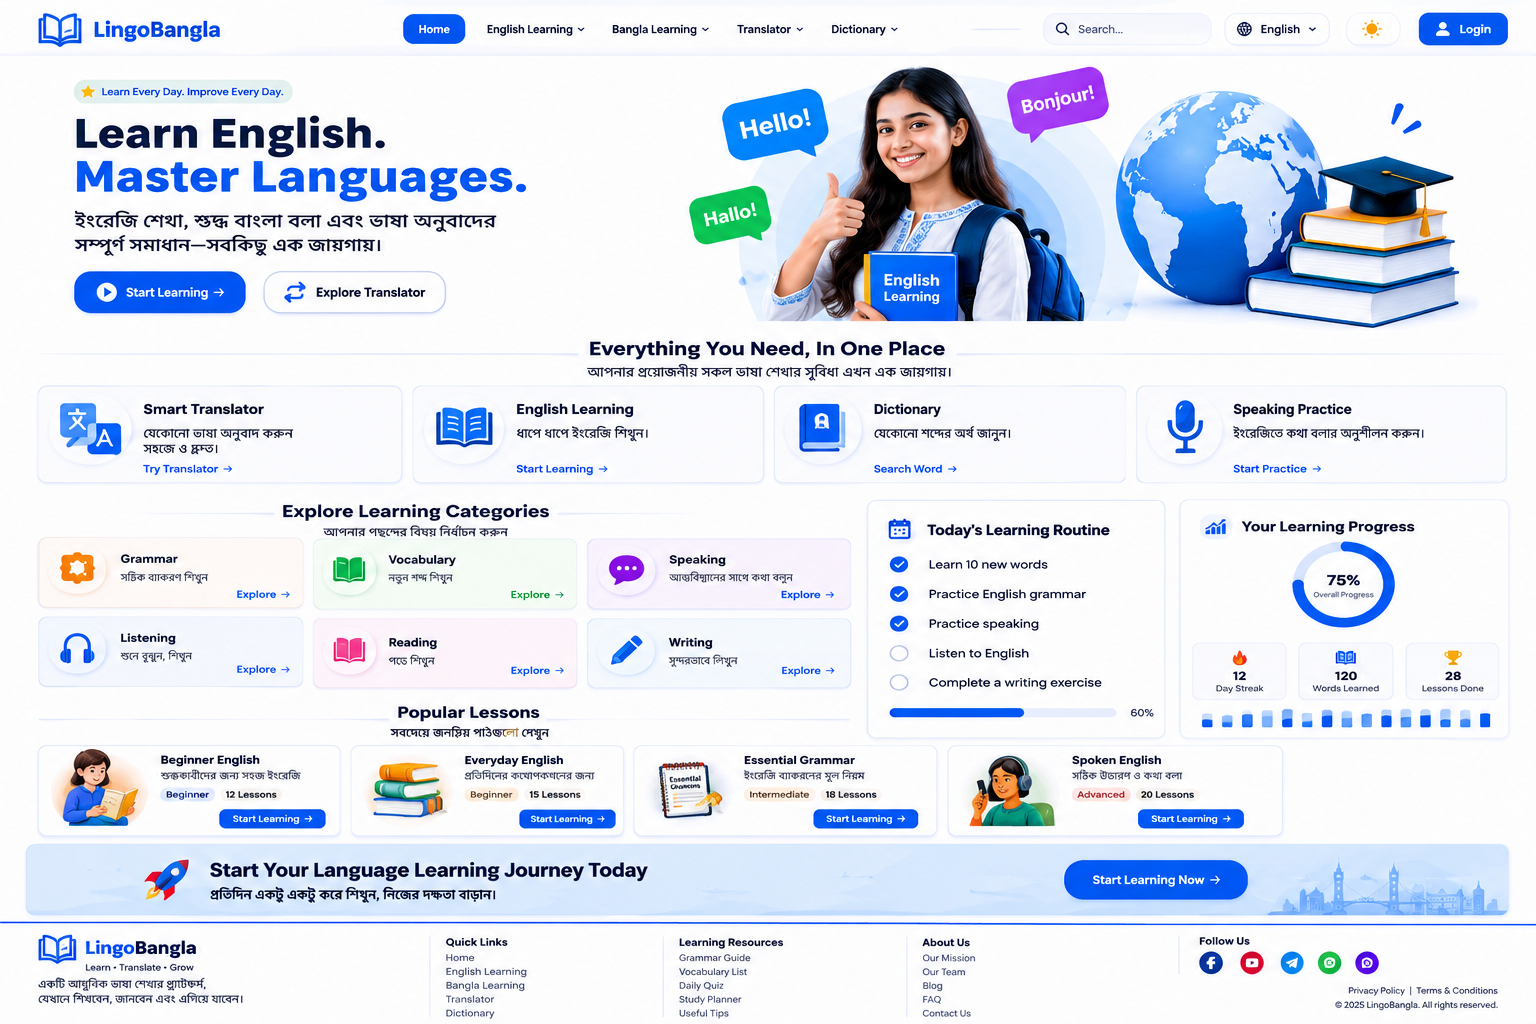 LingoBangla
Home
English Learning
Bangla Learning
Translator
Dictionary
Search...
English
Login
Learn Every Day. Improve Every Day.
Learn English.
Master Languages.
ইংরেজি শেখা, শুদ্ধ বাংলা বলা এবং ভাষা অনুবাদের
সম্পূর্ণ সমাধান—সবকিছু এক জায়গায়।
Start Learning →
Explore Translator
Hello!
Bonjour!
Hallo!
English
Learning
Everything You Need, In One Place
আপনার প্রয়োজনীয় সকল ভাষা শেখার সুবিধা এখন এক জায়গায়।
Smart Translator
যেকোনো ভাষা অনুবাদ করুন
সহজে ও দ্রুত।
Try Translator →
English Learning
ধাপে ধাপে ইংরেজি শিখুন।
Start Learning →
Dictionary
যেকোনো শব্দের অর্থ জানুন।
Search Word →
Speaking Practice
ইংরেজিতে কথা বলার অনুশীলন করুন।
Start Practice →
Explore Learning Categories
আপনার পছন্দের বিষয় নির্বাচন করুন
Grammar
সঠিক ব্যাকরণ শিখুন
Explore →
Vocabulary
নতুন শব্দ শিখুন
Explore →
Speaking
সাথে কথা বলুন
Explore →
Listening
শুনে বুঝুন, শিখুন
Explore →
Reading
পড়ে শিখুন
Explore →
Writing
সুন্দরভাবে লিখুন
Explore →
Today's Learning Routine
Learn 10 new words
Practice English grammar
Practice speaking
Listen to English
Complete a writing exercise
60%
Your Learning Progress
75%
Overall Progress
12
Day Streak
120
Words Learned
28
Lessons Done
Popular Lessons
সবদেয়ে জনপ্রিয় দেখুন
Beginner English
জন্য সহজ ইংরেজি
Beginner
12 Lessons
Start Learning →
Everyday English
প্রতিদিনের জন্য
Beginner
15 Lessons
Start Learning →
Essential Grammar
ইংরেজি ব্যাকরনের মূল নিয়ম
Intermediate
18 Lessons
Start Learning →
Essential
Spoken English
সঠিক উচ্চারণ ও কথা বলা
Advanced
20 Lessons
Start Learning →
Start Your Language Learning Journey Today
প্রতিদিন একটু একটু করে শিখুন, নিজের দক্ষতা বাড়ান।
Start Learning Now →
LingoBangla
Learn • Translate • Grow
একটি আধুনিক ভাষা শেখার প্ল্যাটফর্ম,
যেখানে শিখবেন, জানবেন এবং এগিয়ে যাবেন।
Quick Links
Home
English Learning
Bangla Learning
Translator
Dictionary
Learning Resources
Grammar Guide
Vocabulary List
Daily Quiz
Study Planner
Useful Tips
About Us
Our Mission
Our Team
Blog
FAQ
Contact Us
Follow Us
Privacy Policy | Terms & Conditions
© 2025 LingoBangla. All rights reserved.